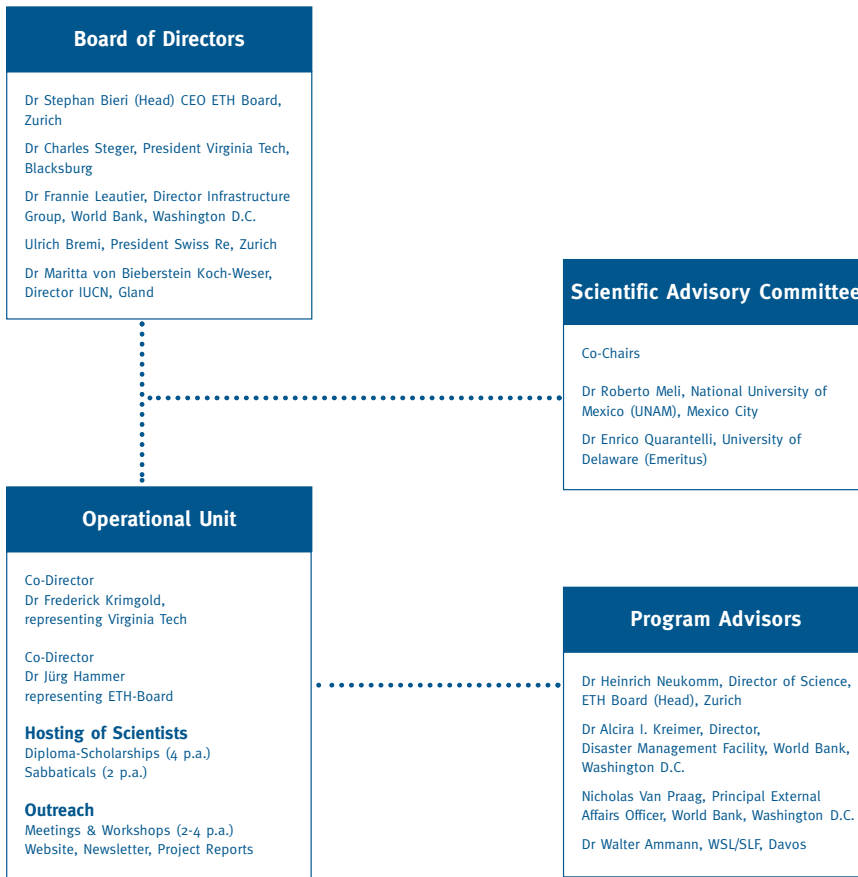 Board of Directors
Dr Stephan Bieri (Head) CEO ETH Board,
Zurich
Dr Charles Steger, President Virginia Tech,
Blacksburg
Dr Frannie Leautier, Director Infrastructure
Group, World Bank, Washington D.C.
Ulrich Bremi, President Swiss Re, Zurich
Dr Maritta von Bieberstein Koch-Weser,
Director IUCN, Gland
Scientific Advisory Committee
Co-Chairs
Dr Roberto Meli, National University of
Mexico (UNAM), Mexico City
Dr Enrico Quarantelli, University of
Delaware (Emeritus)
Operational Unit
Co-Director
Dr Frederick Krimgold,
representing Virginia Tech
Co-Director
Dr Jürg Hammer
representing ETH-Board
Hosting of Scientists
Diploma-Scholarships (4 p.a.)
Sabbaticals (2 p.a.)
Outreach
Meetings & Workshops (2-4 p.a.)
Website, Newsletter, Project Reports
Program Advisors
Dr Heinrich Neukomm, Director of Science,
ETH Board (Head), Zurich
Dr Alcira I. Kreimer, Director,
Disaster Management Facility, World Bank,
Washington D.C.
Nicholas Van Praag, Principal External
Affairs Officer, World Bank, Washington D.C.
Dr Walter Ammann, WSL/SLF, Davos